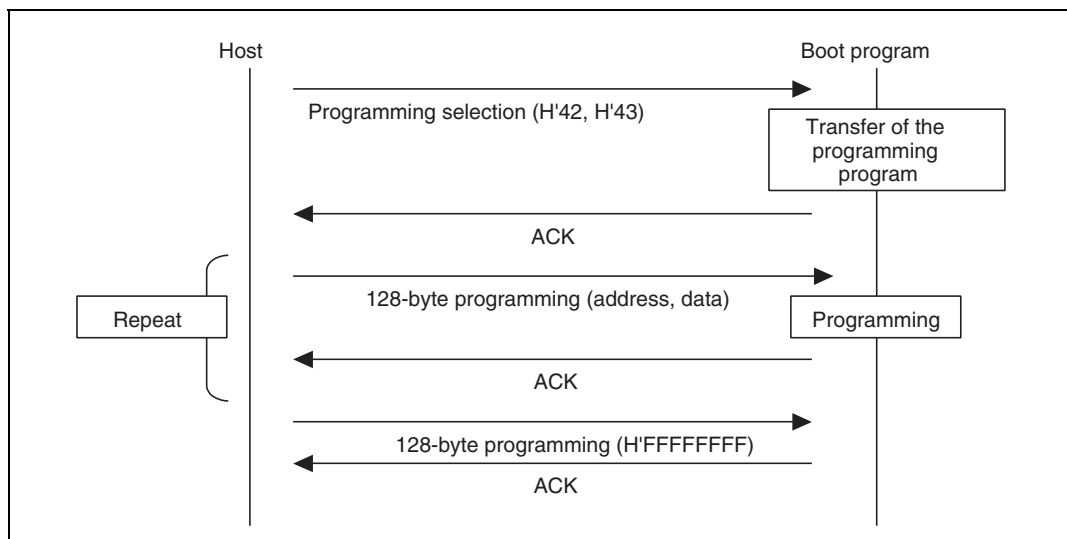 Host
Boot program
Programming selection (H'42, H'43)
Transfer of the
programming
program
ACK
128-byte programming (address, data)
Repeat
Programming
ACK
128-byte programming (H'FFFFFFFF)
ACK